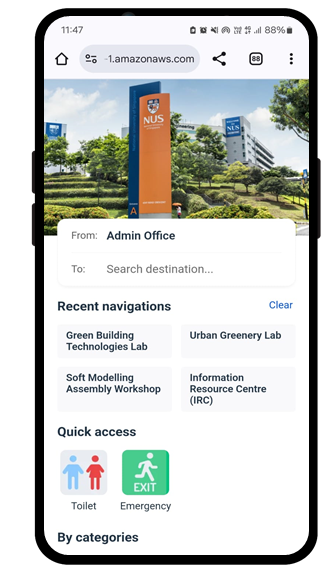 11:47
88%
-1.amazonaws.com
88
NUS
NUS
A
From: Admin Office
To: Search destination...
Recent navigations
Clear
Green Building
Technologies Lab
Urban Greenery Lab
Soft Modelling
Assembly Workshop
Information
Resource Centre
(IRC)
Quick access
EXIT
Toilet
Emergency
By categories